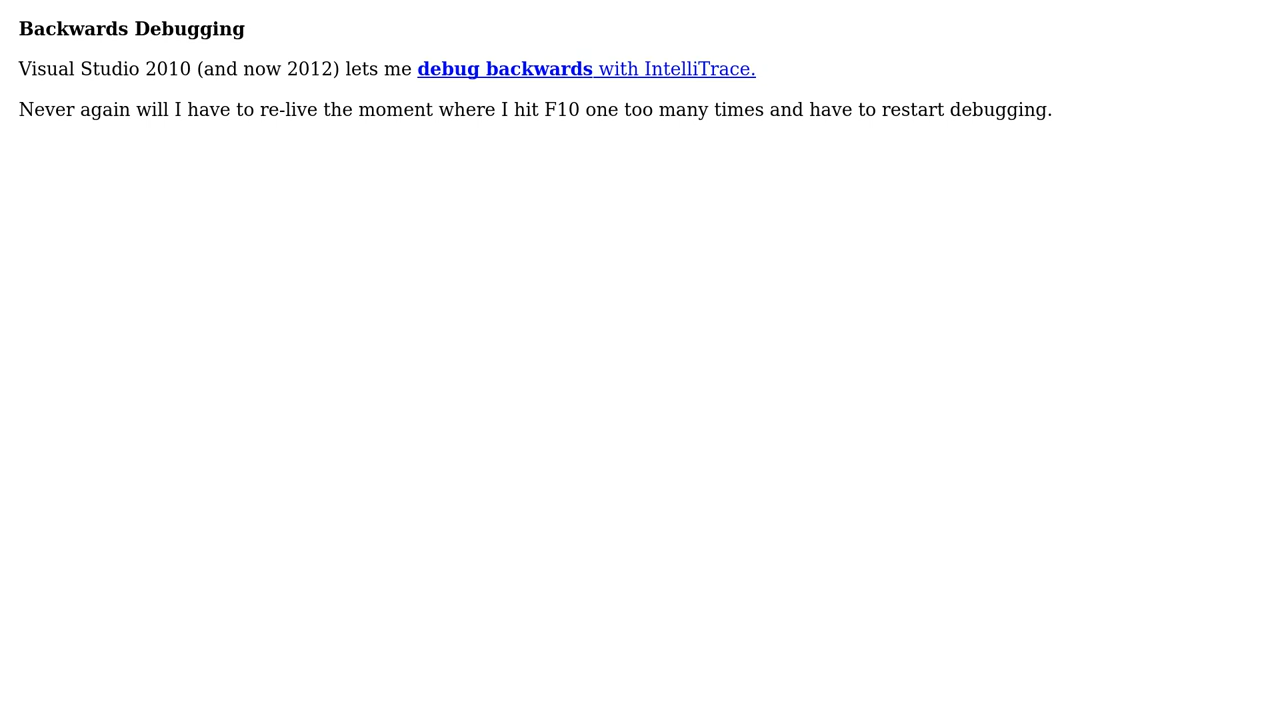 Backwards Debugging
Visual Studio 2010 (and now 2012) lets me debug backwards with IntelliTrace.
Never again will I have to re-live the moment where I hit F10 one too many times and have to restart debugging.